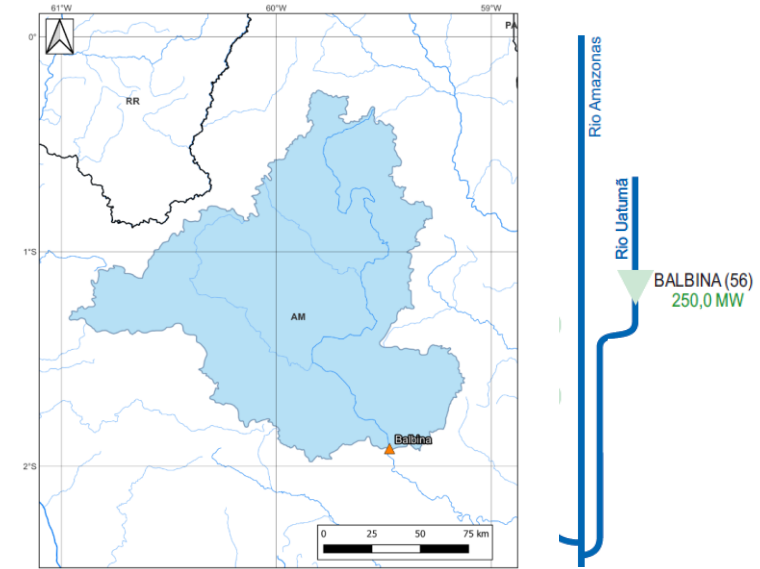 61°W
60°W
59°W
0°
PA
RR
1°S
AM
Balbina
2°S
0 25 50 75 km
Rio Amazonas
Rio Uatumã
BALBINA (56)
250,0 MW